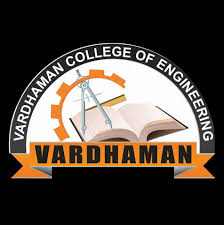 VARDHAMAN COLLEGE OF ENGINEERING
VARDHAMAN